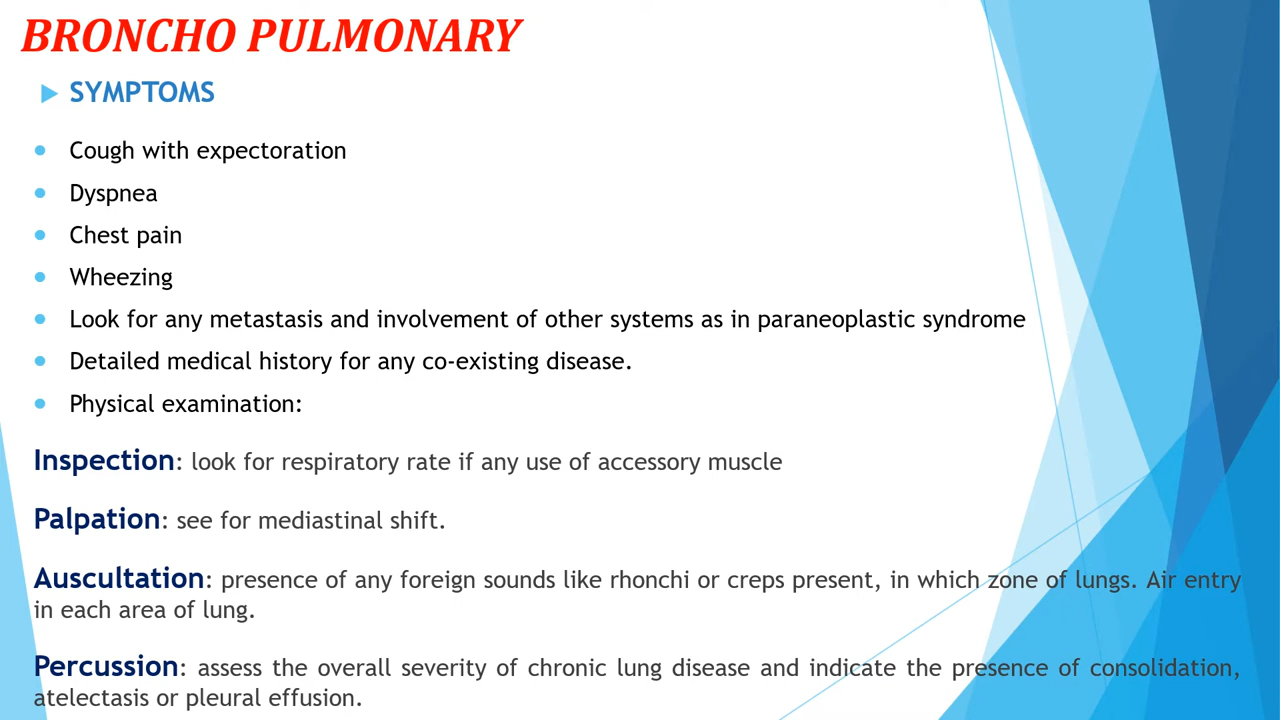 BRONCHO PULMONARY
SYMPTOMS
Cough with expectoration
Dyspnea
Chest pain
Wheezing
Look for any metastasis and involvement of other systems as in paraneoplastic syndrome
Detailed medical history for any co-existing disease.
Physical examination:
Inspection: look for respiratory rate if any use of accessory muscle
Palpation: see for mediastinal shift.
Auscultation: presence of any foreign sounds like rhonchi or creps present, in which zone of lungs. Air entry
in each area of lung.
Percussion: assess the overall severity of chronic lung disease and indicate the presence of consolidation,
atelectasis or pleural effusion.